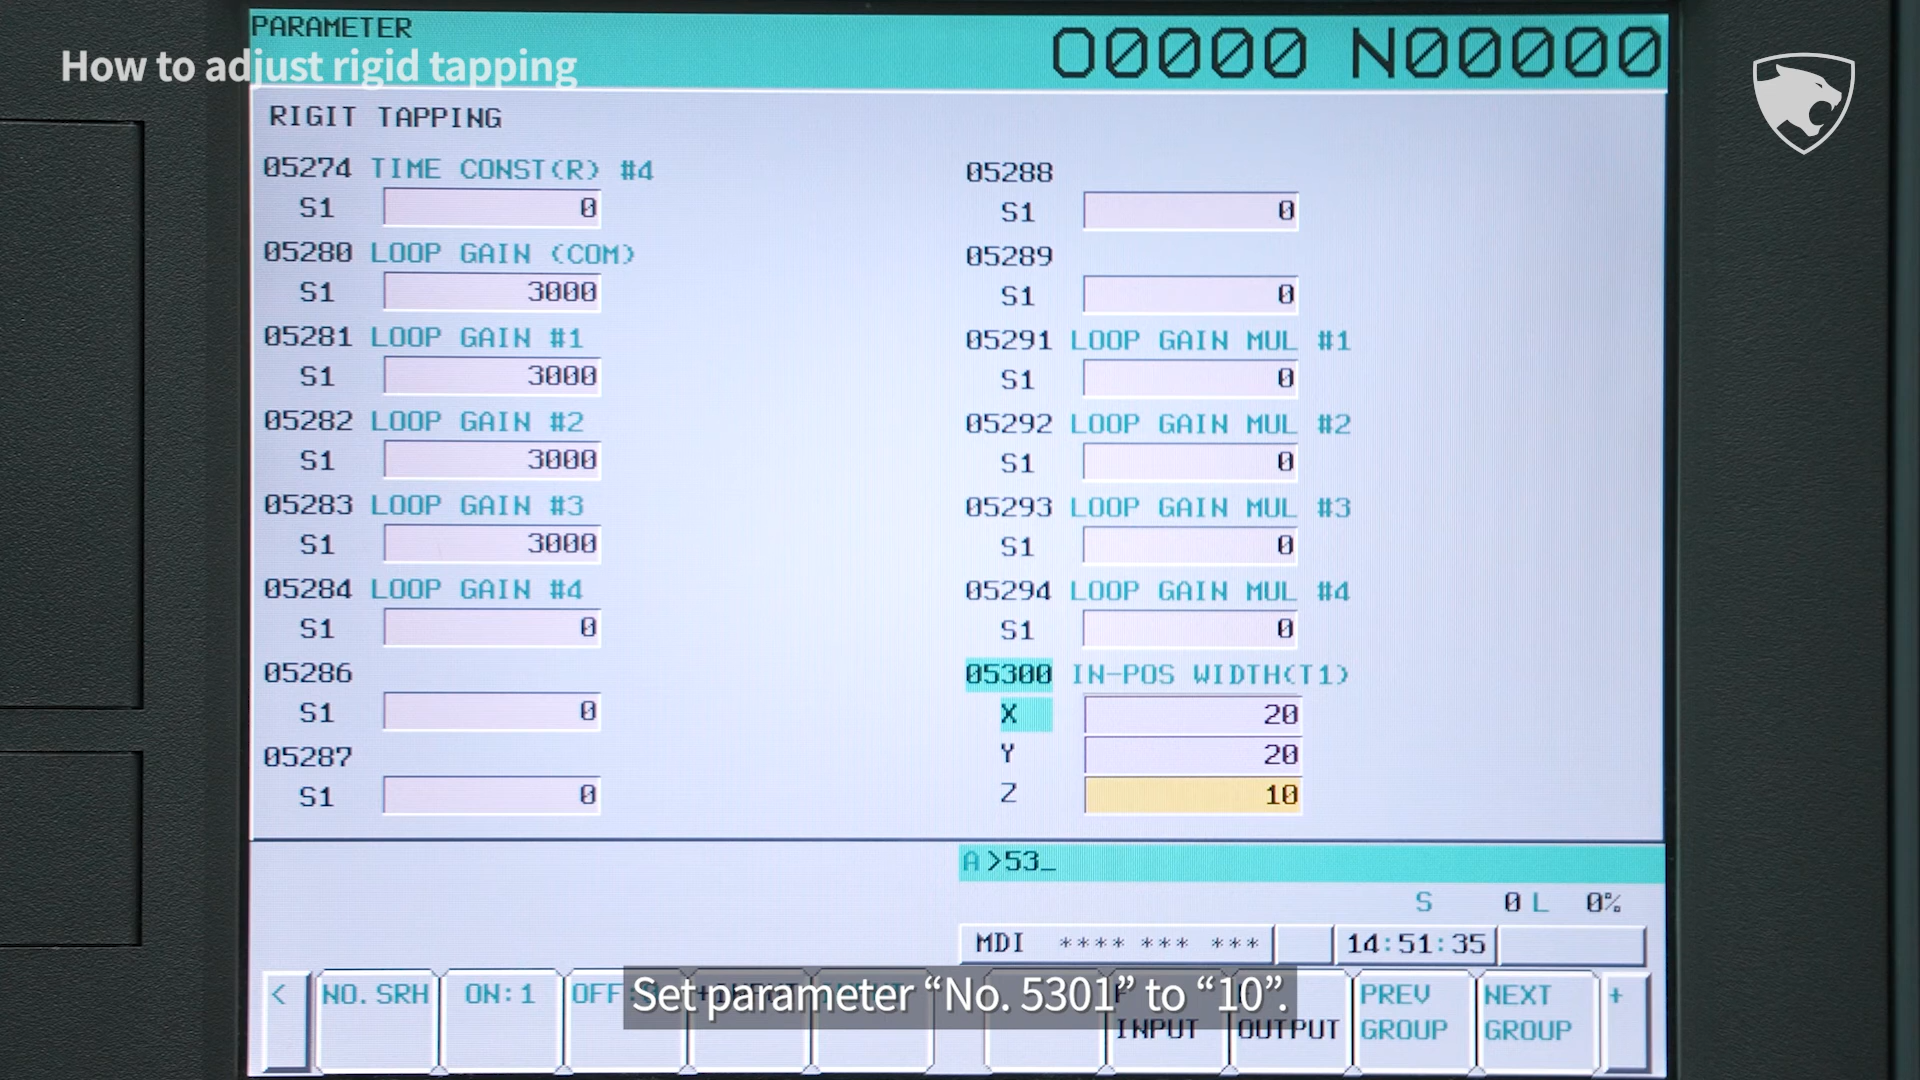 PARAMETER
O0000 N00000
How to adjust rigid tapping
RIGIT TAPPING
05274 TIME CONST(R) #4
S1 0
05280 LOOP GAIN (COM)
S1 3000
05281 LOOP GAIN #1
S1 3000
05282 LOOP GAIN #2
S1 3000
05283 LOOP GAIN #3
S1 3000
05284 LOOP GAIN #4
S1 0
05286
S1 0
05287
S1 0
05288
S1 0
05289
S1 0
05291 LOOP GAIN MUL #1
S1 0
05292 LOOP GAIN MUL #2
S1 0
05293 LOOP GAIN MUL #3
S1 0
05294 LOOP GAIN MUL #4
S1 0
05300 IN-POS WIDTH(T1)
X 20
Y 20
Z 10
A >53_
S 0 L 0%
MDI **** *** *** 14:51:35
< NO.SRH ON:1 OFF: PREV GROUP NEXT GROUP +
INPUT OUTPUT
Set parameter “No. 5301” to “10”.